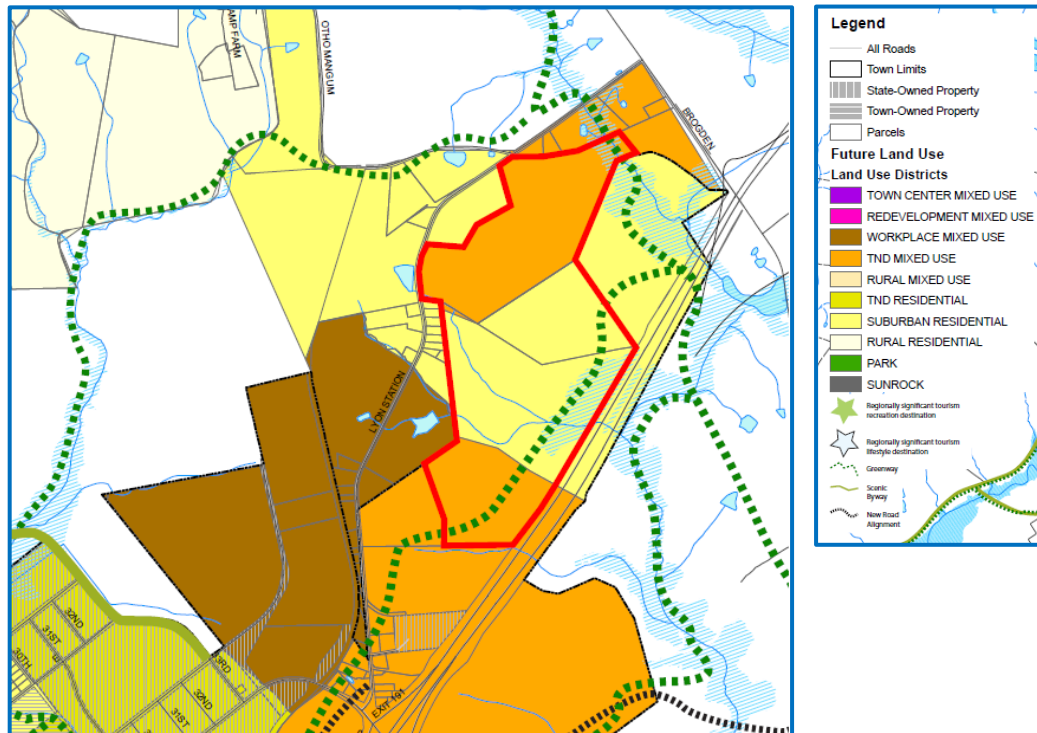 AMP FARM
OTHO MANGUM
BROGDEN
LYON STATION
32ND
31ST
30TH
3RD
32ND
31ST
EXIT 191
Legend
All Roads
Town Limits
State-Owned Property
Town-Owned Property
Parcels
Future Land Use
Land Use Districts
TOWN CENTER MIXED USE
REDEVELOPMENT MIXED USE
WORKPLACE MIXED USE
TND MIXED USE
RURAL MIXED USE
TND RESIDENTIAL
SUBURBAN RESIDENTIAL
RURAL RESIDENTIAL
PARK
SUNROCK
Regionally significant tourism
recreation destination
Regionally significant tourism
lifestyle destination
Greenway
Scenic
Byway
New Road
Alignment